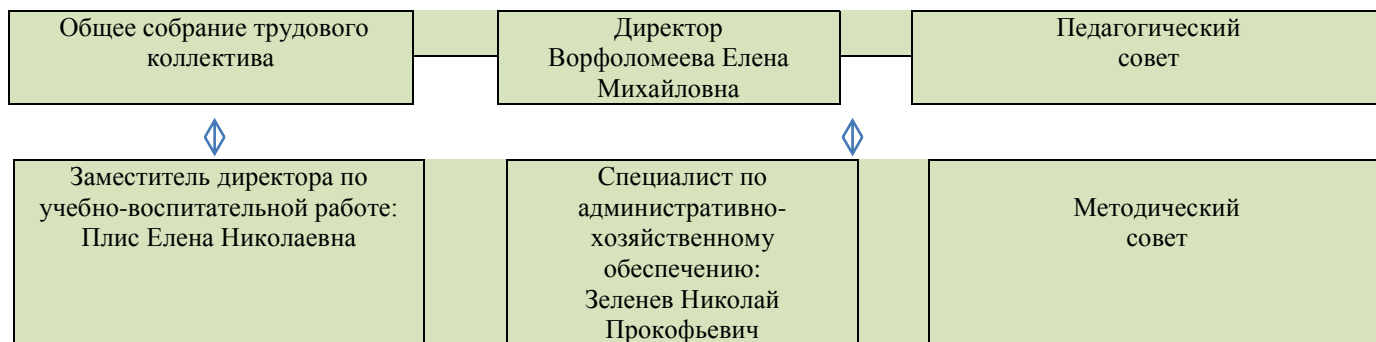 Общее собрание трудового
коллектива
Директор
Ворфоломеева Елена
Михайловна
Педагогический
совет
Заместитель директора по
учебно-воспитательной работе:
Плис Елена Николаевна
Специалист по
административно-
хозяйственному
обеспечению:
Зеленев Николай
Прокофьевич
Методический
совет